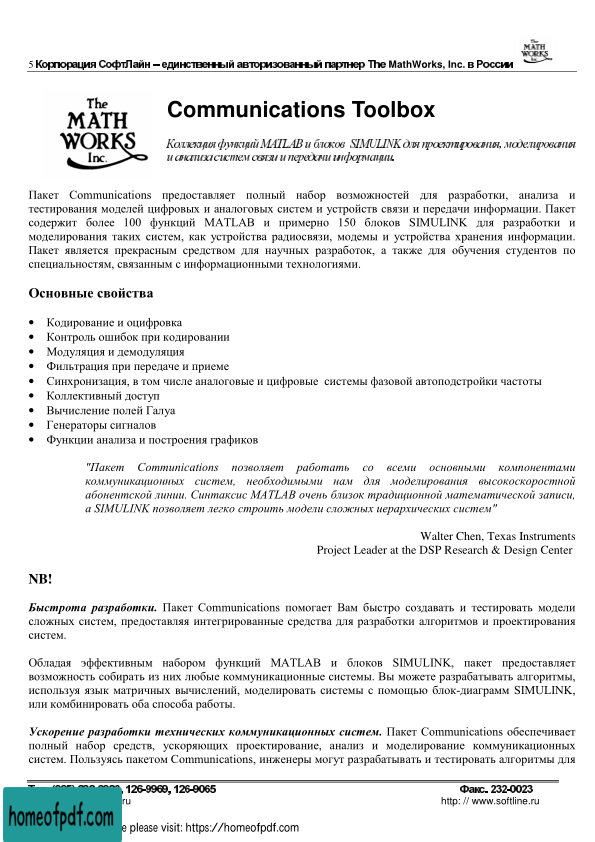 5 Корпорация СофтЛайн – единственный авторизованный партнер The MathWorks, Inc. в России
The
MATH
WORKS
Inc.
The
MATH
WORKS
Inc.
Communications Toolbox
Коллекция функций MATLAB и блоков SIMULINK для проектирования, моделирования
и анализа систем связи и передачи информации.
Пакет Communications предоставляет полный набор возможностей для разработки, анализа и
тестирования моделей цифровых и аналоговых систем и устройств связи и передачи информации. Пакет
содержит более 100 функций MATLAB и примерно 150 блоков SIMULINK для разработки и
моделирования таких систем, как устройства радиосвязи, модемы и устройства хранения информации.
Пакет является прекрасным средством для научных разработок, а также для обучения студентов по
специальностям, связанным с информационными технологиями.
Основные свойства
• Кодирование и оцифровка
• Контроль ошибок при кодировании
• Модуляция и демодуляция
• Фильтрация при передаче и приеме
• Синхронизация, в том числе аналоговые и цифровые системы фазовой автоподстройки частоты
• Коллективный доступ
• Вычисление полей Галуа
• Генераторы сигналов
• Функции анализа и построения графиков
"Пакет Communications позволяет работать со всеми основными компонентами
коммуникационных систем, необходимыми нам для моделирования высокоскоростной
абонентской линии. Синтаксис MATLAB очень близок традиционной математической записи,
а SIMULINK позволяет легко строить модели сложных иерархических систем"
Walter Chen, Texas Instruments
Project Leader at the DSP Research & Design Center
NB!
Быстрота разработки. Пакет Communications помогает Вам быстро создавать и тестировать модели
сложных систем, предоставляя интегрированные средства для разработки алгоритмов и проектирования
систем.
Обладая эффективным набором функций MATLAB и блоков SIMULINK, пакет предоставляет
возможность собирать из них любые коммуникационные системы. Вы можете разрабатывать алгоритмы,
используя язык матричных вычислений, моделировать системы с помощью блок-диаграмм SIMULINK,
или комбинировать оба способа работы.
Ускорение разработки технических коммуникационных систем. Пакет Communications обеспечивает
полный набор средств, ускоряющих проектирование, анализ и моделирование коммуникационных
систем. Пользуясь пакетом Communications, инженеры могут разрабатывать и тестировать алгоритмы для
126-9969, 126-9065 Факс. 232-0023
ru http: // www.softline.ru
homeofpdf.com
please visit: https://homeofpdf.com